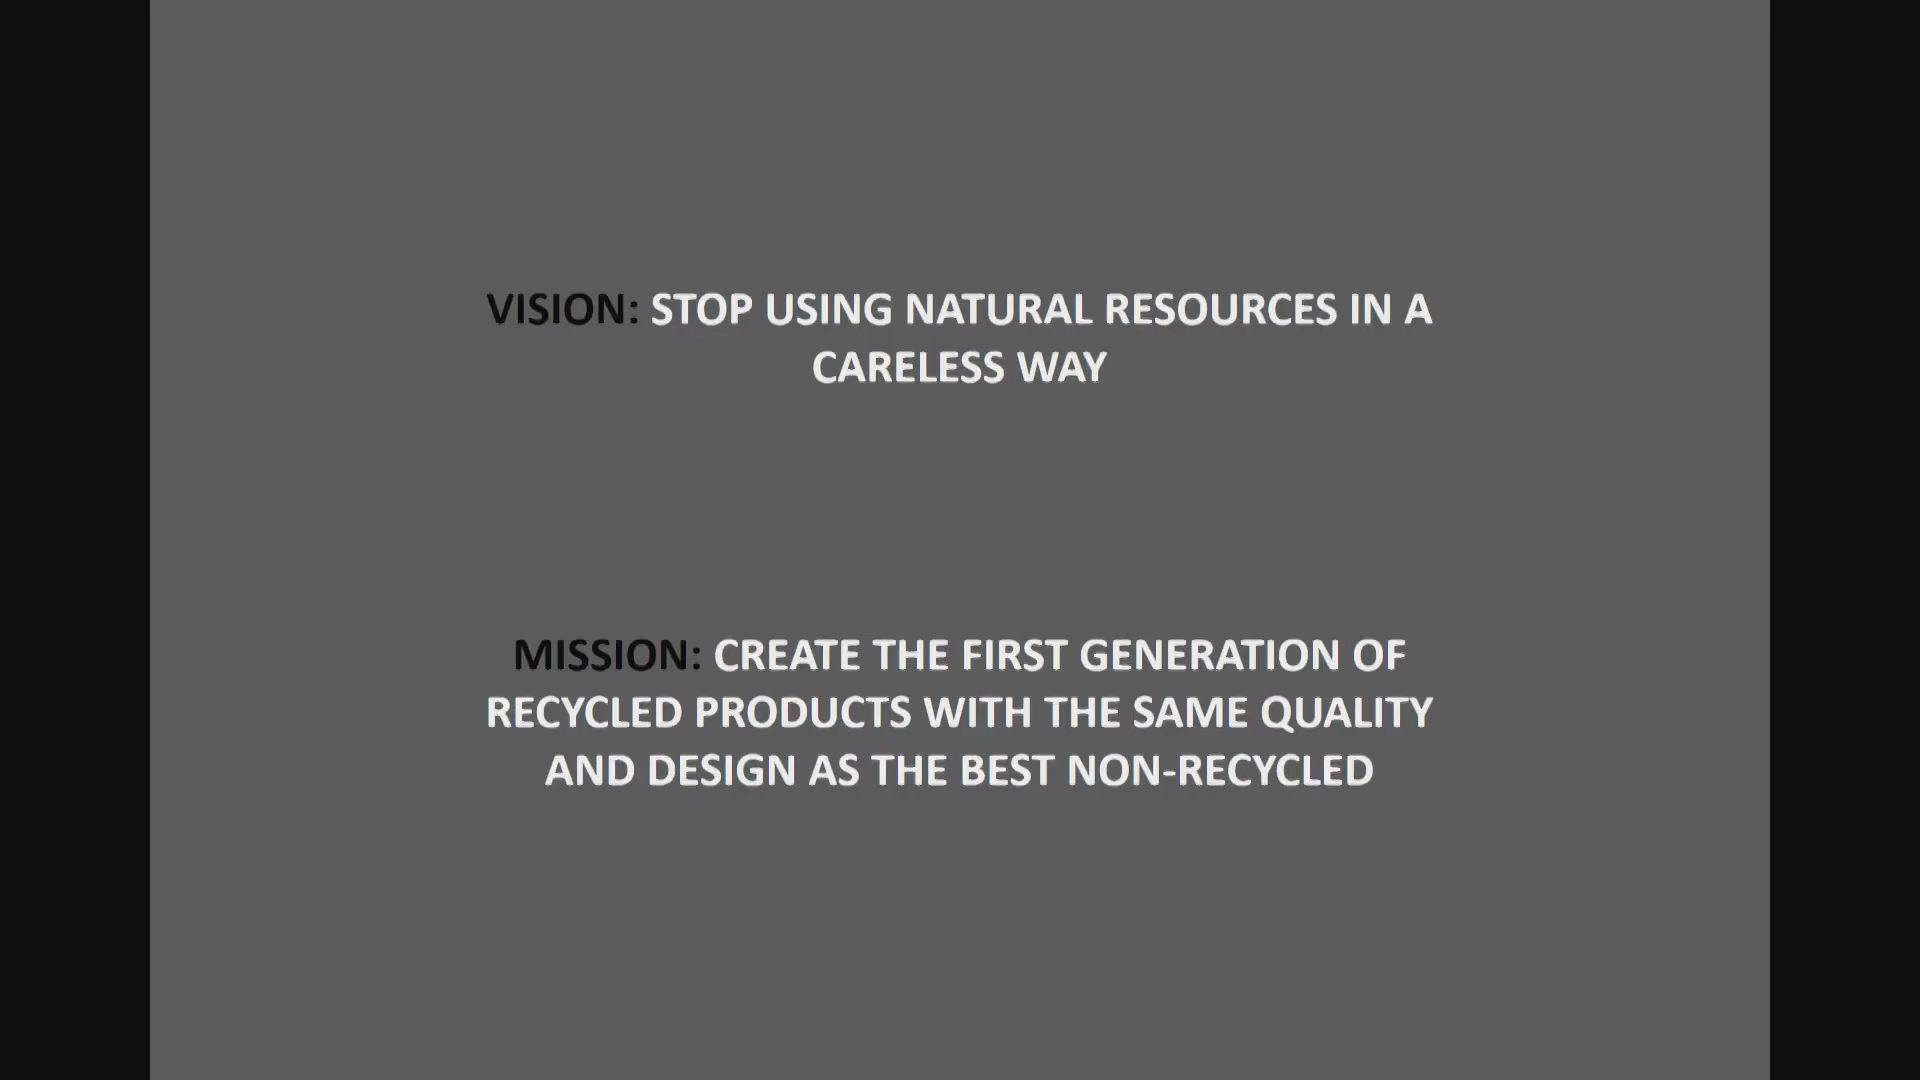 VISION: STOP USING NATURAL RESOURCES IN A
CARELESS WAY
MISSION: CREATE THE FIRST GENERATION OF
RECYCLED PRODUCTS WITH THE SAME QUALITY
AND DESIGN AS THE BEST NON-RECYCLED